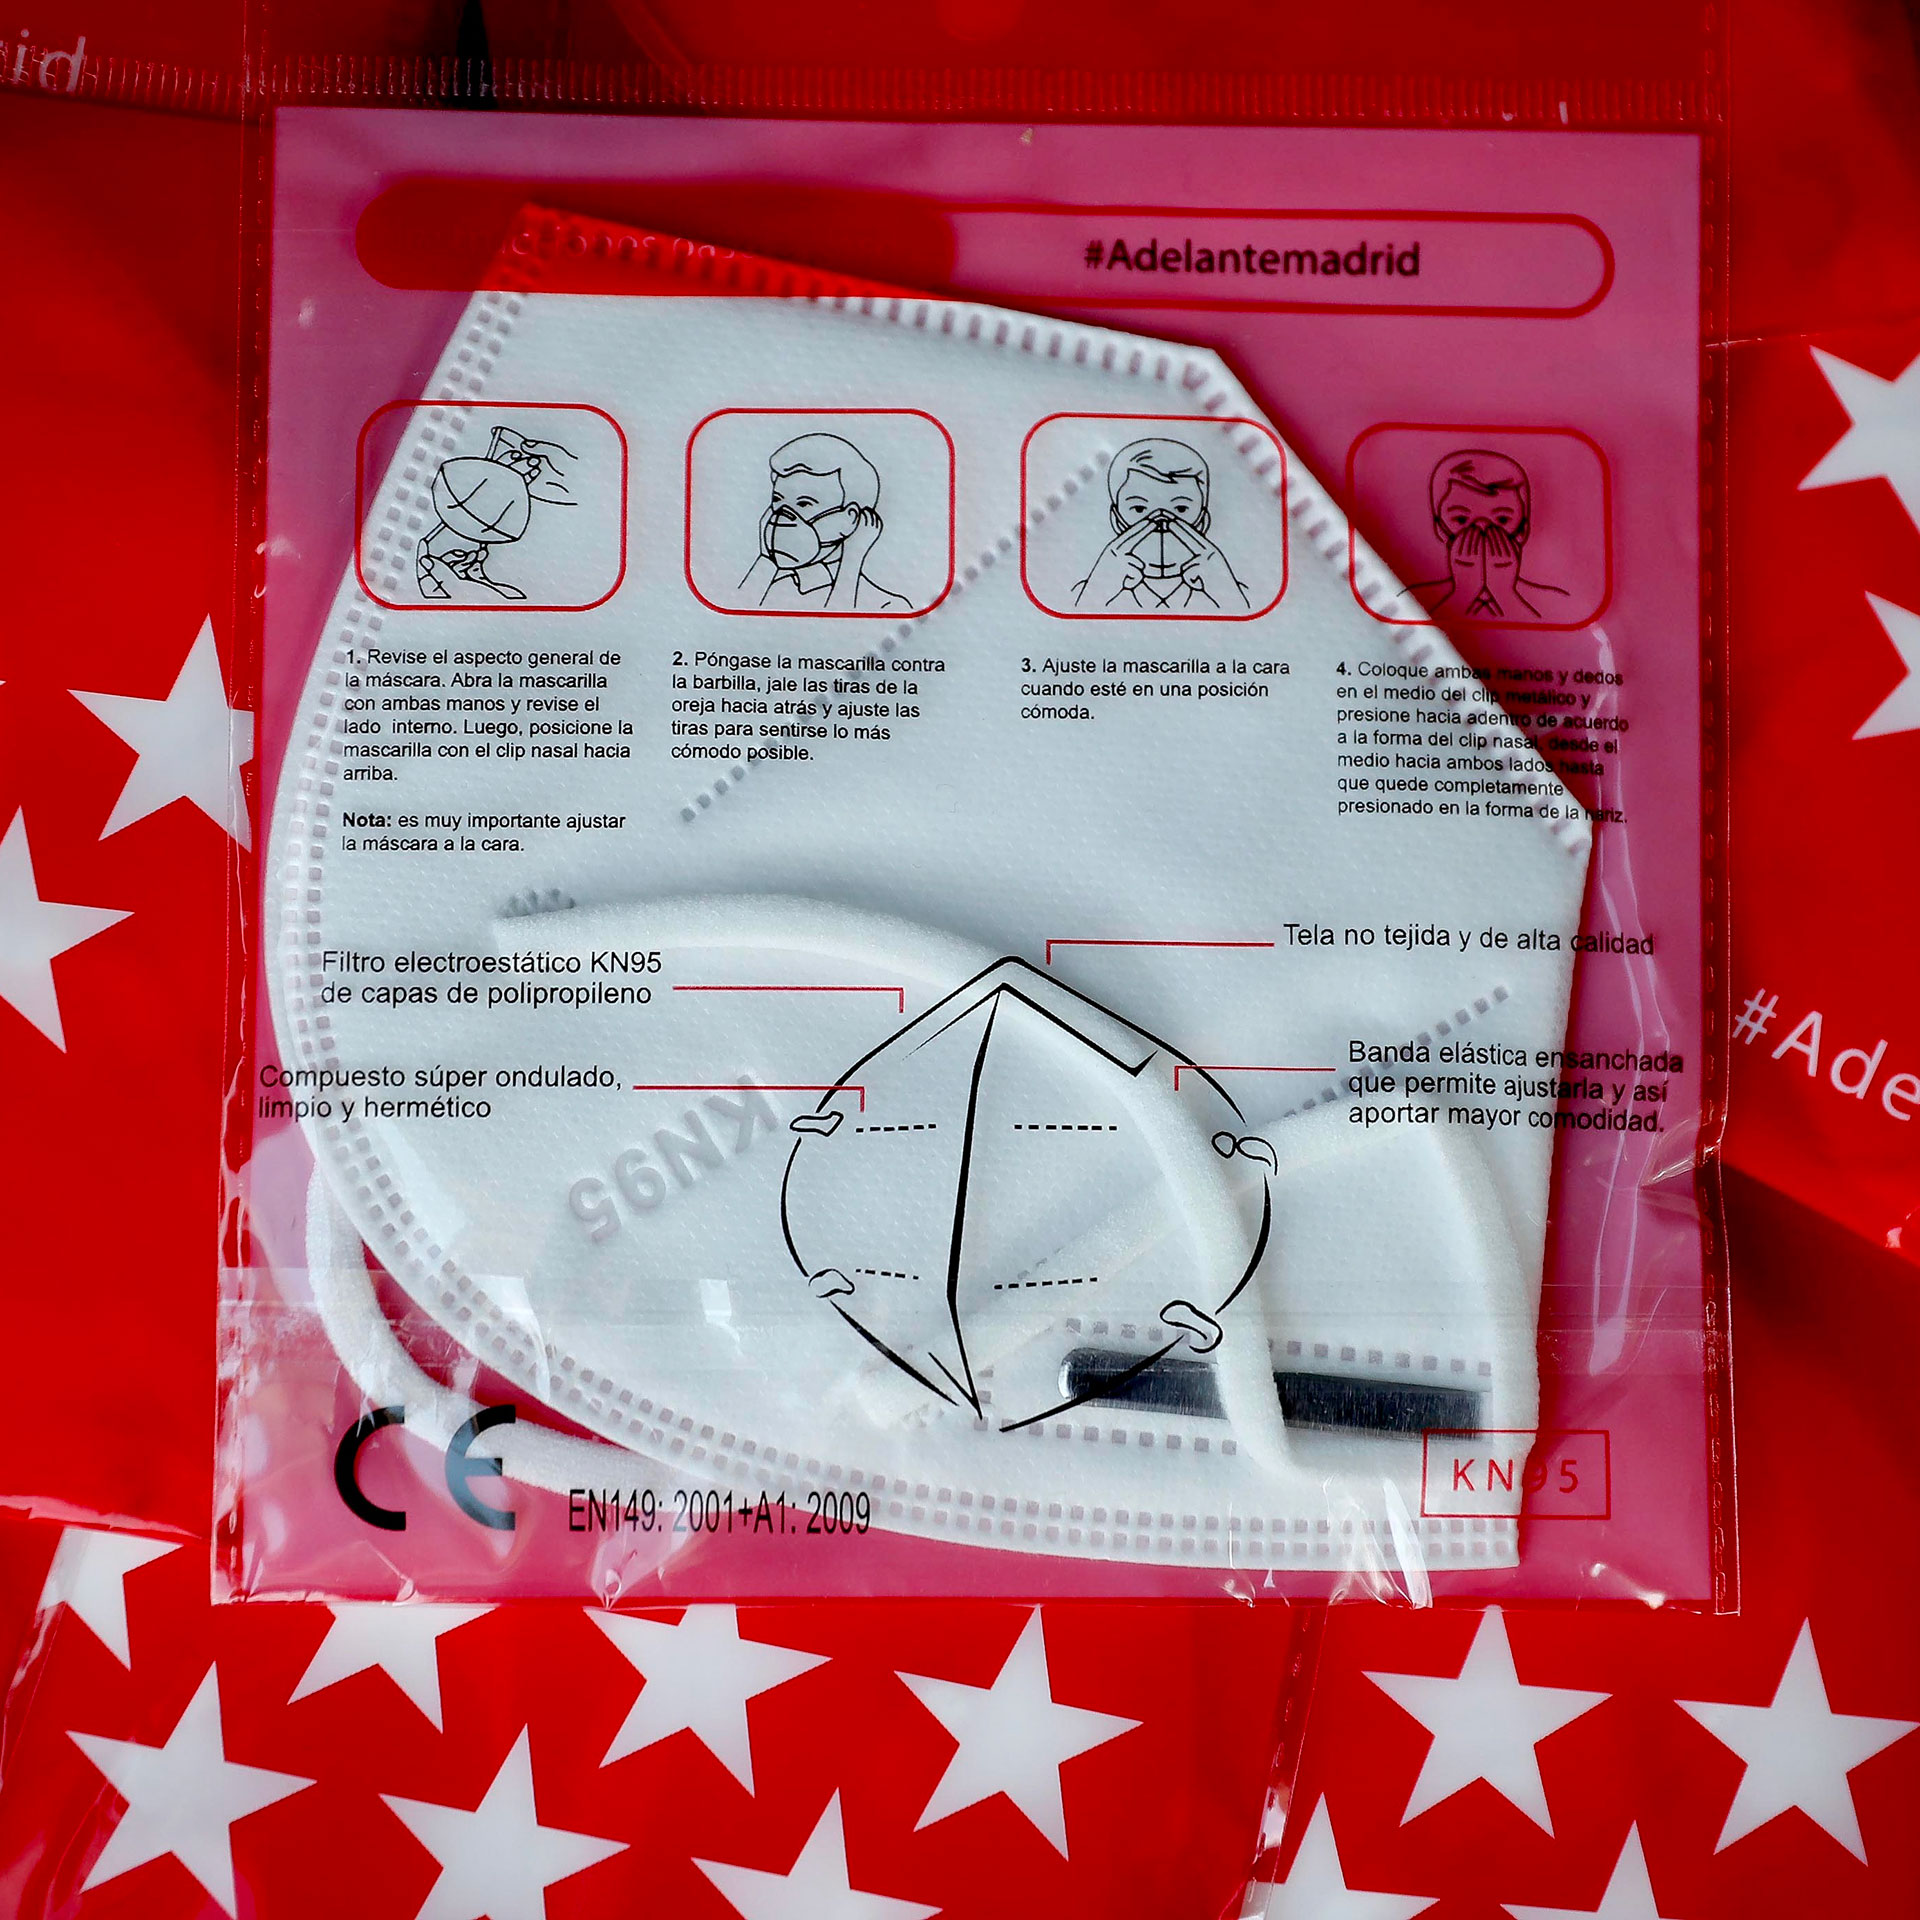 id
#Adelantemadrid
1. Revise el aspecto general de
la máscara. Abra la mascarilla
con ambas manos y revise el
lado interno. Luego, posicione la
mascarilla con el clip nasal hacia
arriba.
Nota: es muy importante ajustar
la máscara a la cara.
2. Póngase la mascarilla contra
la barbilla, jale las tiras de la
oreja hacia atrás y ajuste las
tiras para sentirse lo más
cómodo posible.
3. Ajuste la mascarilla a la cara
cuando esté en una posición
cómoda.
4. Coloque ambas manos y dedos
en el medio del clip metálico y
presione hacia adentro de acuerdo
a la forma del clip nasal, desde el
medio hacia ambos lados hasta
que quede completamente
presionado en la forma de la nariz.
Filtro electroestático KN95
de capas de polipropileno
Tela no tejida y de alta calidad
Compuesto súper ondulado,
limpio y hermético
Banda elástica ensanchada
que permite ajustarla y así
aportar mayor comodidad.
#Ade
KN95
CE
EN149: 2001+A1: 2009
KN95